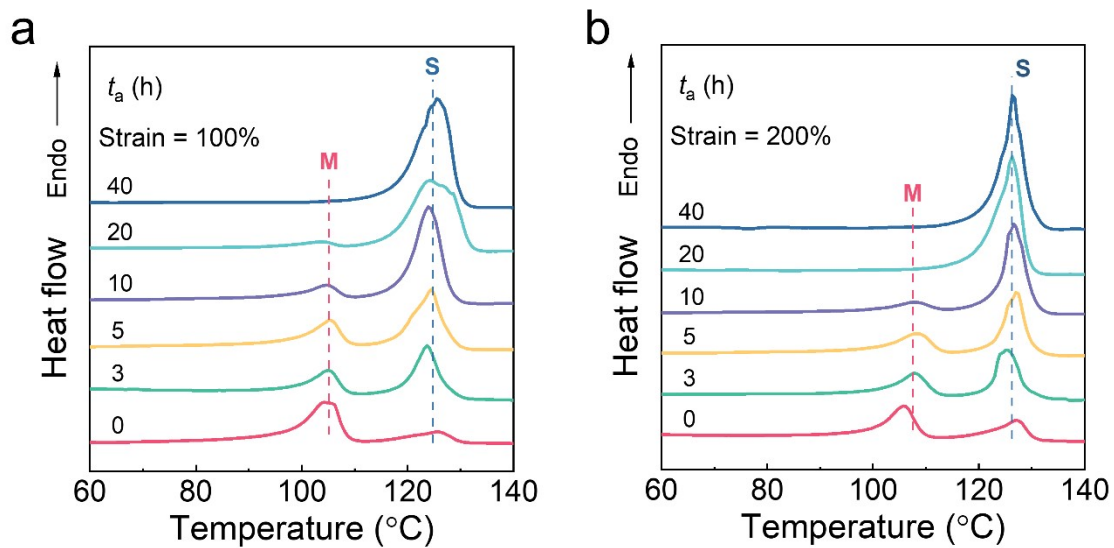 a
Endo
Heat flow
tₐ (h)
Strain = 100%
M
S
40
20
10
5
3
0
60 80 100 120 140
Temperature (°C)
b
Endo
Heat flow
tₐ (h)
Strain = 200%
M
S
40
20
10
5
3
0
60 80 100 120 140
Temperature (°C)